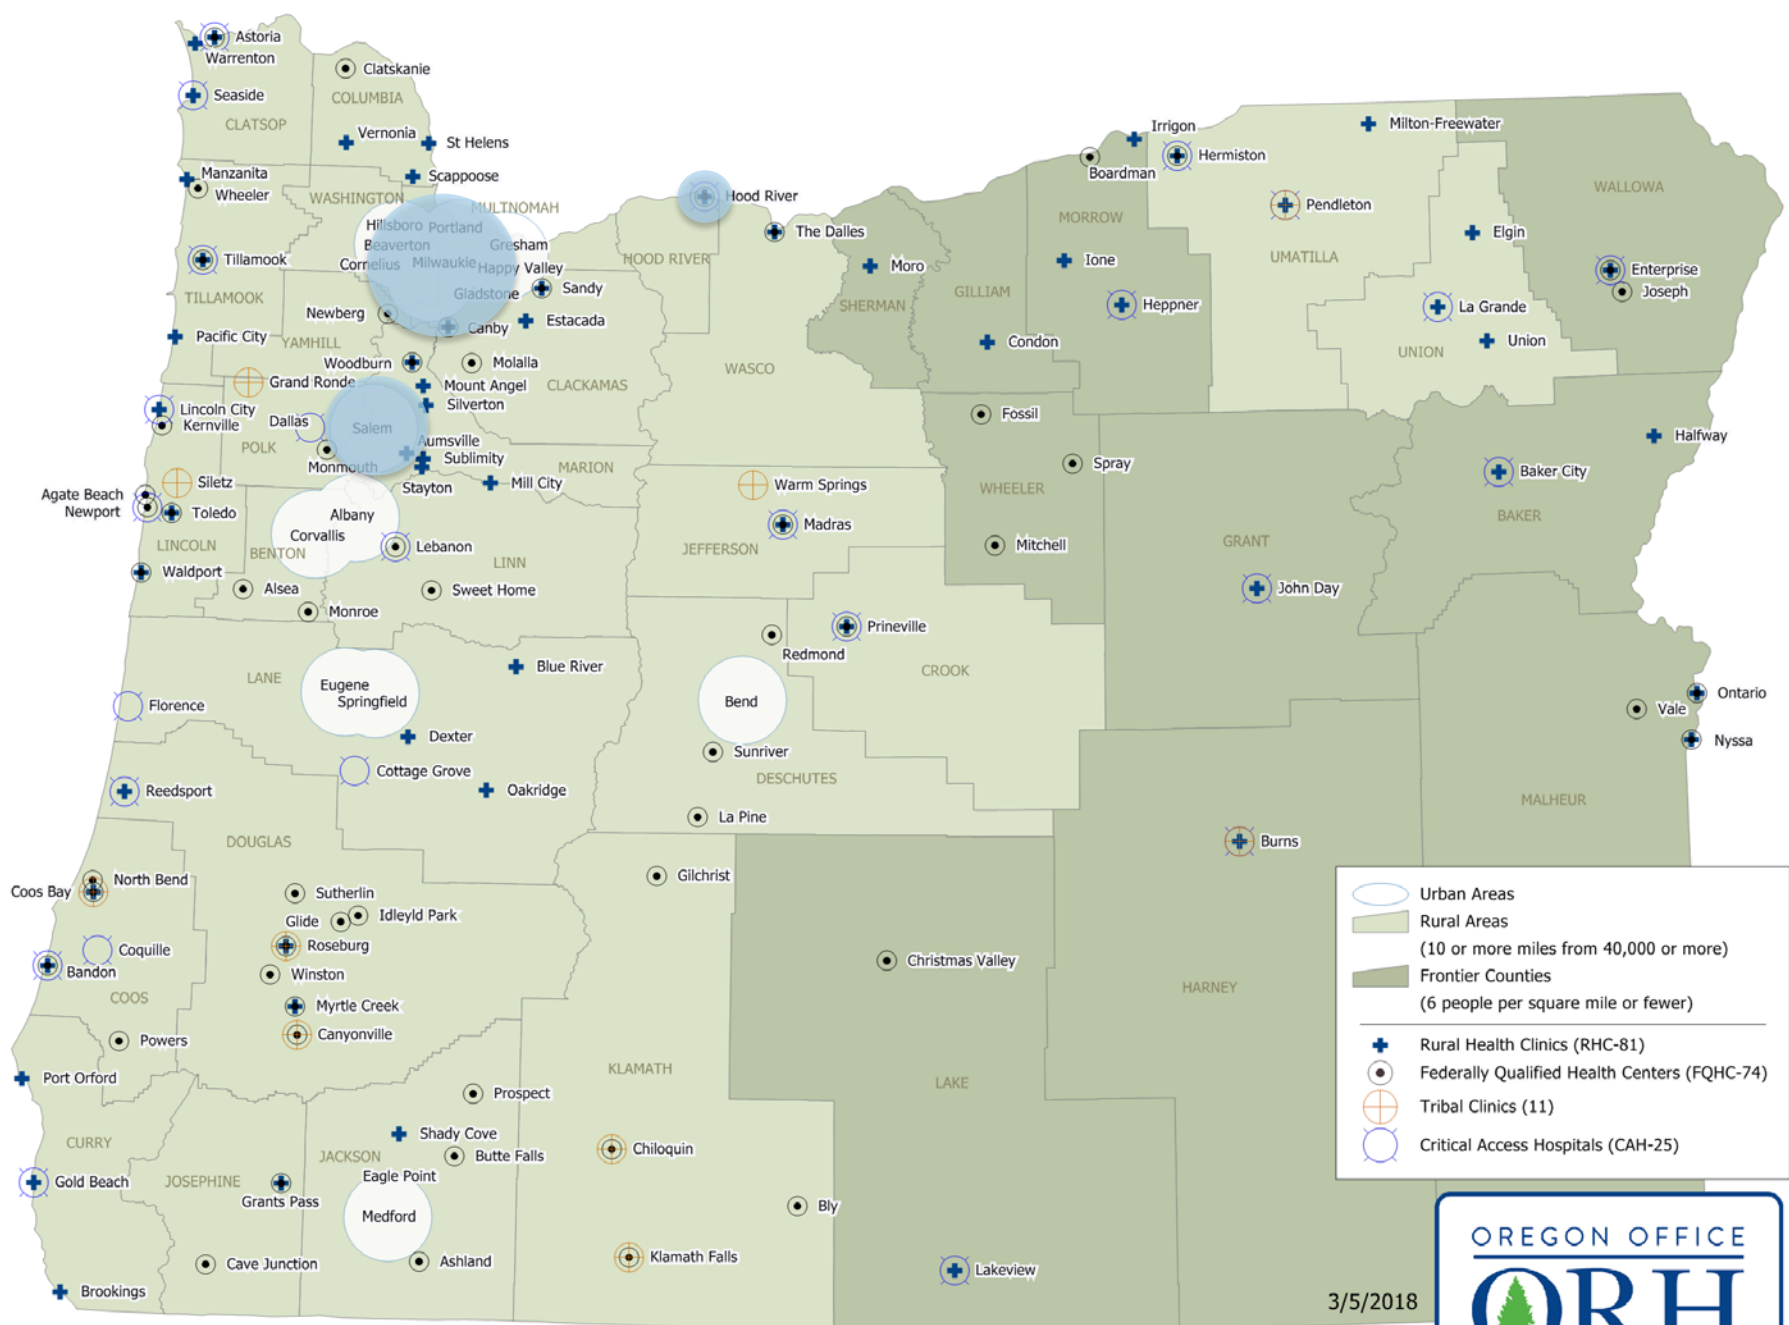 Astoria
Warrenton
Clatskanie
COLUMBIA
Seaside
CLATSOP
Vernonia
St Helens
Manzanita
Wheeler
Scappoose
WASHINGTON
MULTNOMAH
Hillsboro
Portland
Beaverton
Gresham
Cornelius
Milwaukie
Happy Valley
Gladstone
Sandy
Tillamook
TILLAMOOK
Newberg
Canby
Estacada
Pacific City
YAMHILL
Woodburn
Molalla
Grand Ronde
Mount Angel
CLACKAMAS
Lincoln City
Kernville
Dallas
Salem
Silverton
Aumsville
POLK
Sublimity
Monmouth
MARION
Stayton
Mill City
Siletz
Agate Beach
Newport
Toledo
Albany
Corvallis
LINCOLN
BENTON
Lebanon
LINN
Waldport
Alsea
Monroe
Sweet Home
Hood River
The Dalles
HOOD RIVER
WASCO
Moro
SHERMAN
GILLIAM
Condon
Irrigon
Boardman
Hermiston
Milton-Freewater
MORROW
Pendleton
Ione
UMATILLA
Heppner
WALLOWA
Elgin
Enterprise
Joseph
La Grande
Union
UNION
Fossil
Spray
WHEELER
Mitchell
Halfway
Baker City
BAKER
GRANT
John Day
Warm Springs
Madras
JEFFERSON
Prineville
Redmond
CROOK
Bend
Sunriver
DESCHUTES
La Pine
LANE
Eugene
Springfield
Blue River
Florence
Dexter
Cottage Grove
Oakridge
Reedsport
DOUGLAS
North Bend
Coos Bay
Sutherlin
Glide
Idleyld Park
Roseburg
Coquille
Bandon
Winston
COOS
Myrtle Creek
Canyonville
Powers
Port Orford
Gilchrist
Christmas Valley
Ontario
Vale
Nyssa
MALHEUR
Burns
HARNEY
KLAMATH
LAKE
Prospect
Shady Cove
CURRY
JACKSON
Butte Falls
Eagle Point
Chiloquin
Gold Beach
JOSEPHINE
Grants Pass
Medford
Bly
Cave Junction
Ashland
Klamath Falls
Lakeview
Brookings
Urban Areas
Rural Areas
(10 or more miles from 40,000 or more)
Frontier Counties
(6 people per square mile or fewer)
Rural Health Clinics (RHC-81)
Federally Qualified Health Centers (FQHC-74)
Tribal Clinics (11)
Critical Access Hospitals (CAH-25)
3/5/2018
OREGON OFFICE
ORH